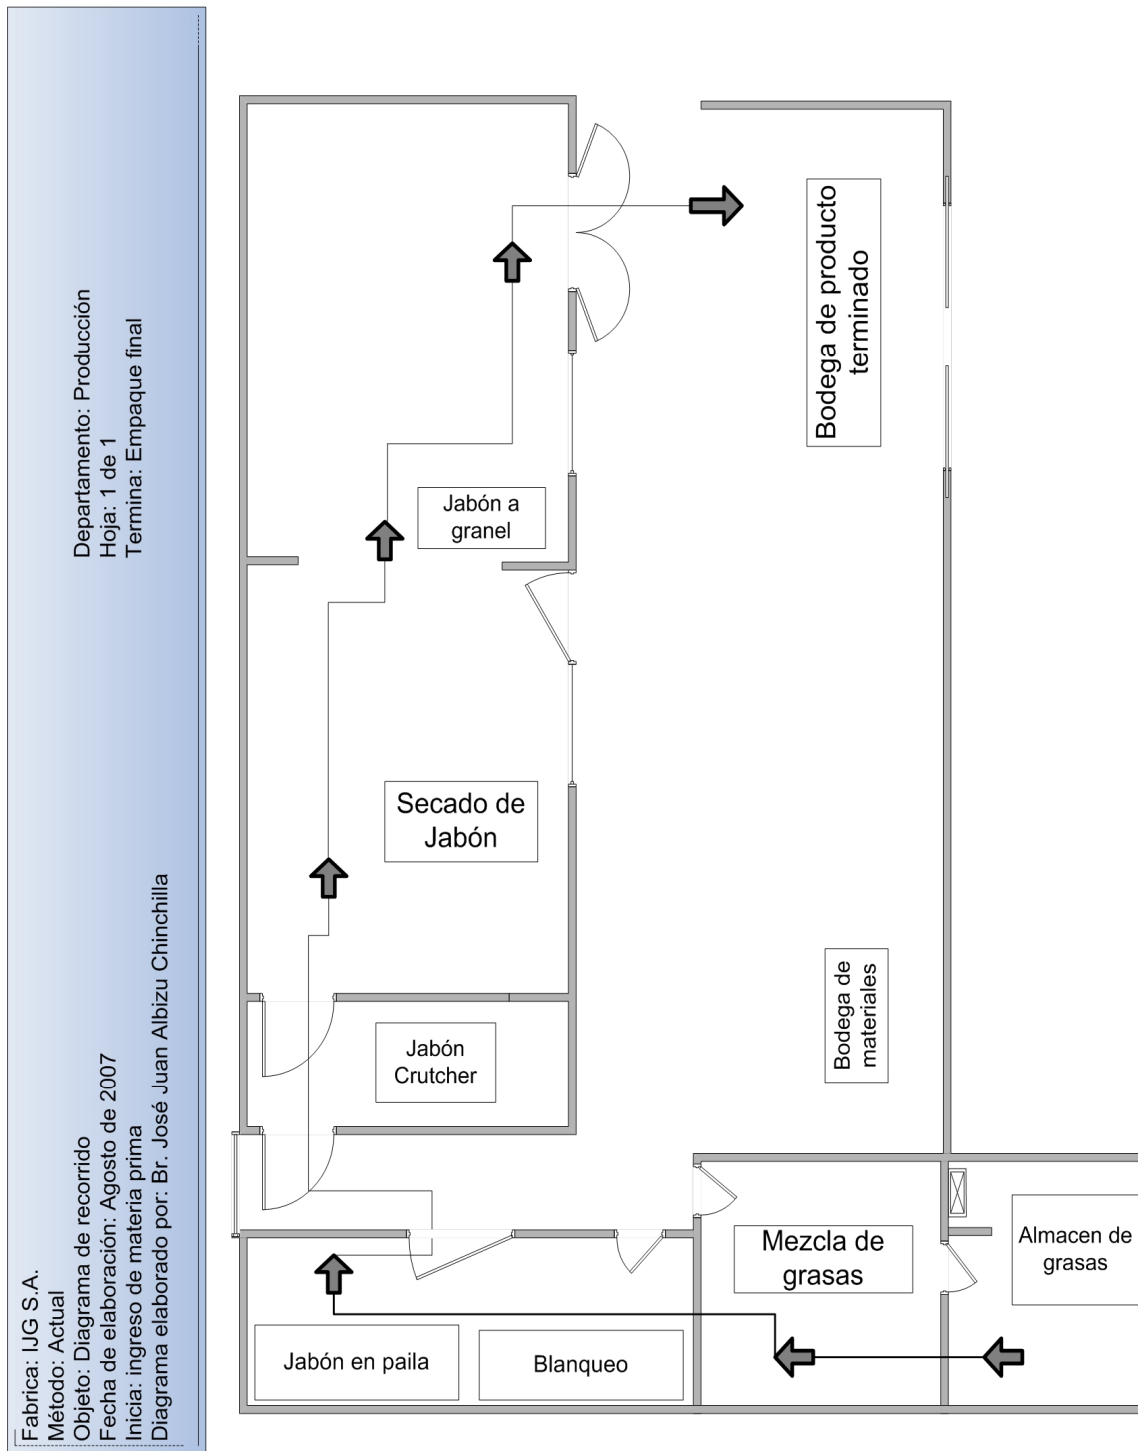 Fabrica: IJG S.A.
Método: Actual
Objeto: Diagrama de recorrido
Fecha de elaboración: Agosto de 2007
Inicia: ingreso de materia prima
Diagrama elaborado por: Br. José Juan Albizu Chinchilla
Departamento: Producción
Hoja: 1 de 1
Termina: Empaque final
Bodega de producto
terminado
Jabón a
granel
Secado de
Jabón
Bodega de
materiales
Jabón
Crutcher
Mezcla de
grasas
Almacen de
grasas
Jabón en paila
Blanqueo